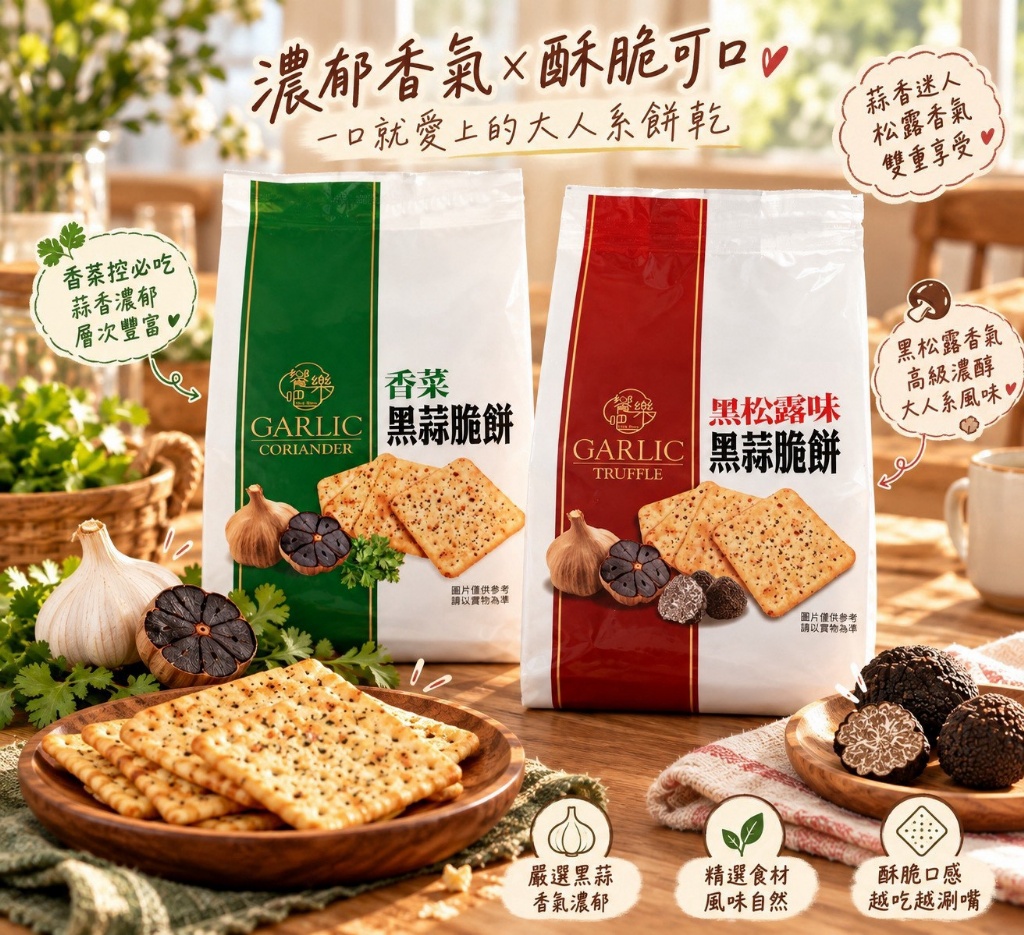 濃郁香氣×酥脆可口
一口就愛上的大人系餅乾
蒜香迷人
松露香氣
雙重享受
香菜控必吃
蒜香濃郁
層次豐富
黑松露香氣
高級濃醇
大人系風味
饗樂吧
GARLIC
CORIANDER
香菜
黑蒜脆餅
圖片僅供參考
請以實物為準
饗樂吧
GARLIC
TRUFFLE
黑松露味
黑蒜脆餅
圖片僅供參考
請以實物為準
嚴選黑蒜
香氣濃郁
精選食材
風味自然
酥脆口感
越吃越涮嘴